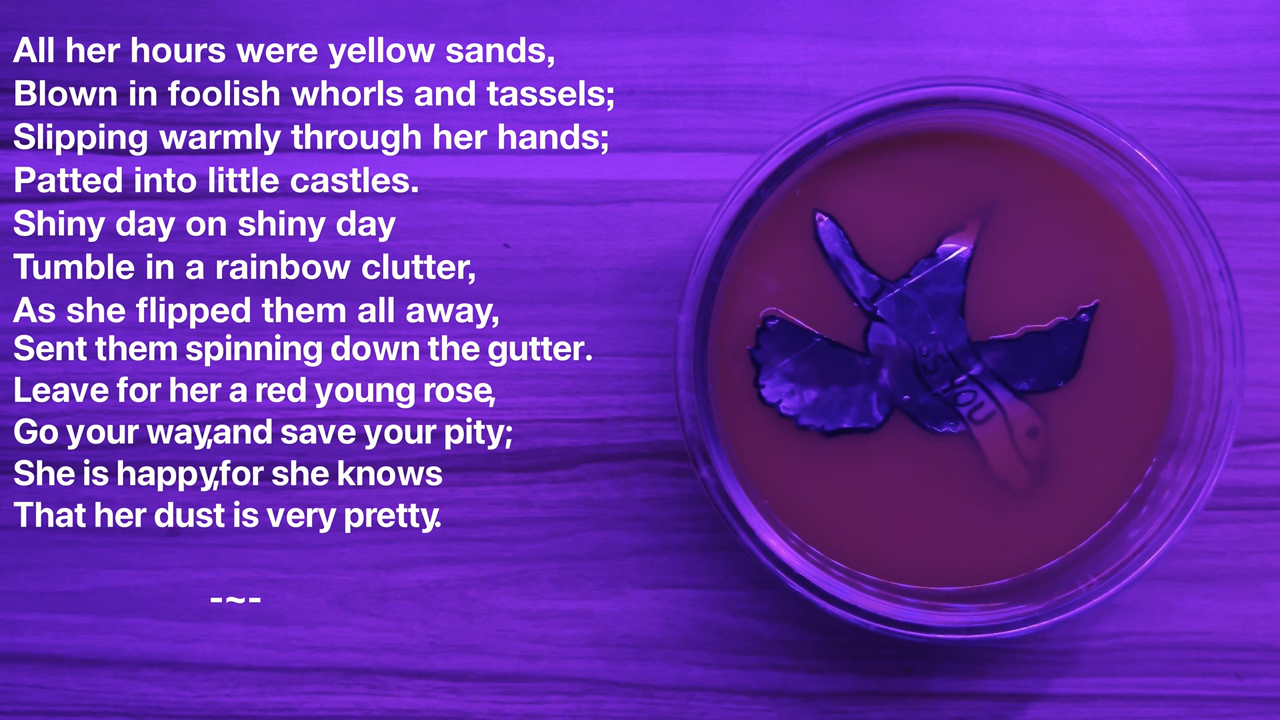 All her hours were yellow sands,
Blown in foolish whorls and tassels;
Slipping warmly through her hands;
Patted into little castles.
Shiny day on shiny day
Tumble in a rainbow clutter,
As she flipped them all away,
Sent them spinning down the gutter.
Leave for her a red young rose,
Go your way,and save your pity;
She is happy,for she knows
That her dust is very pretty.
-~-
YOU